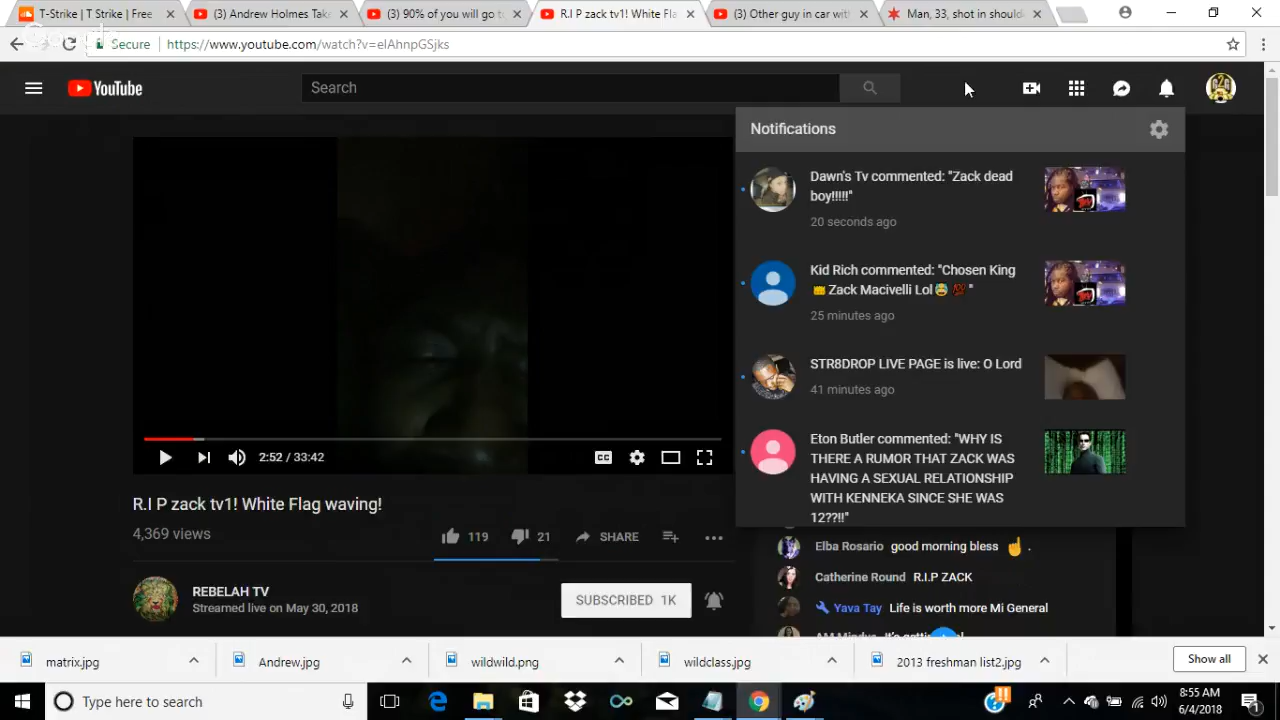 T-Strike | T Strike | Free
(3) Andrew Holmes Take
(3) 90% of you will go t
R.I P zack tv1! White Fla
(3) Other guy in car with
Man, 33, shot in should
Secure
https://www.youtube.com/watch?v=elAhnpGSjks
YouTube
Search
Notifications
Dawn's Tv commented: "Zack dead
boy!!!!!"
20 seconds ago
Kid Rich commented: "Chosen King
👑Zack Macivelli Lol😂 💯 "
25 minutes ago
STR8DROP LIVE PAGE is live: O Lord
41 minutes ago
Eton Butler commented: "WHY IS
THERE A RUMOR THAT ZACK WAS
HAVING A SEXUAL RELATIONSHIP
WITH KENNEKA SINCE SHE WAS
12??!!"
2:52 / 33:42
CC
R.I P zack tv1! White Flag waving!
4,369 views
119
21
SHARE
REBELAH TV
Streamed live on May 30, 2018
SUBSCRIBED 1K
Elba Rosario good morning bless ☝ .
Catherine Round R.I.P ZACK
Yava Tay Life is worth more Mi General
matrix.jpg
Andrew.jpg
wildwild.png
wildclass.jpg
2013 freshman list2.jpg
Show all
Type here to search
8:55 AM
6/4/2018
1